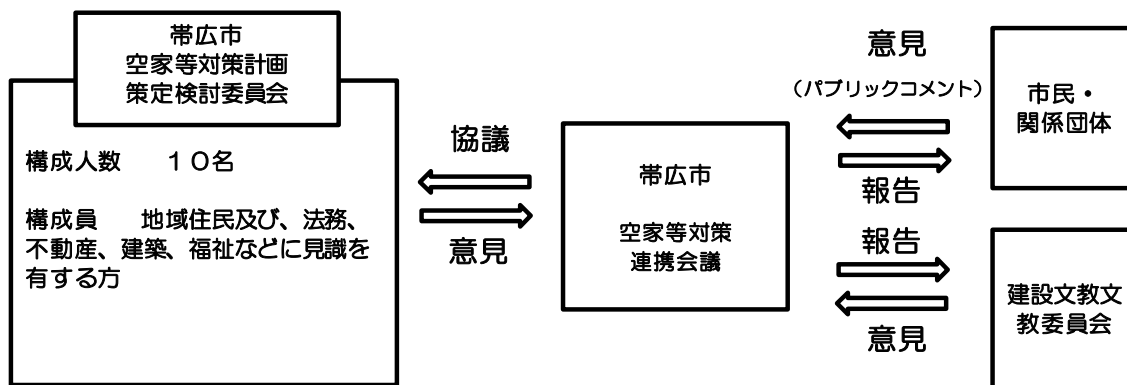 帯広市
空家等対策計画
策定検討委員会
構成人数　　１０名
構成員　　地域住民及び、法務、
不動産、建築、福祉などに見識を
有する方
協議
意見
帯広市
空家等対策
連携会議
意見
（パブリックコメント）
報告
市民・
関係団体
報告
意見
建設文教文
教委員会